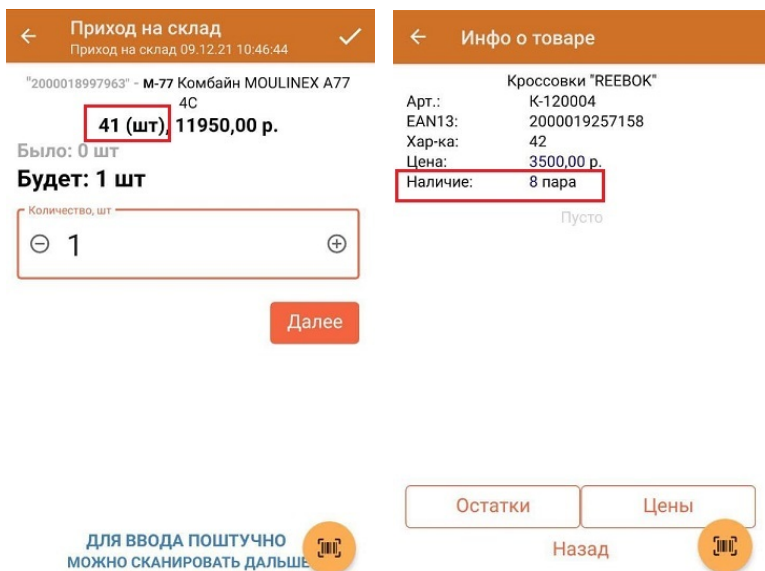 Приход на склад
Приход на склад 09.12.21 10:46:44
"2000018997963" - М-77 Комбайн MOULINEX A77
4C
41 (шт), 11950,00 р.
Было: 0 шт
Будет: 1 шт
Количество, шт
1
Далее
ДЛЯ ВВОДА ПОШТУЧНО
МОЖНО СКАНИРОВАТЬ ДАЛЬШЕ
Инфо о товаре
Кроссовки "REEBOK"
Арт.: К-120004
EAN13: 2000019257158
Хар-ка: 42
Цена: 3500,00 р.
Наличие: 8 пара
Пусто
Остатки Цены
Назад